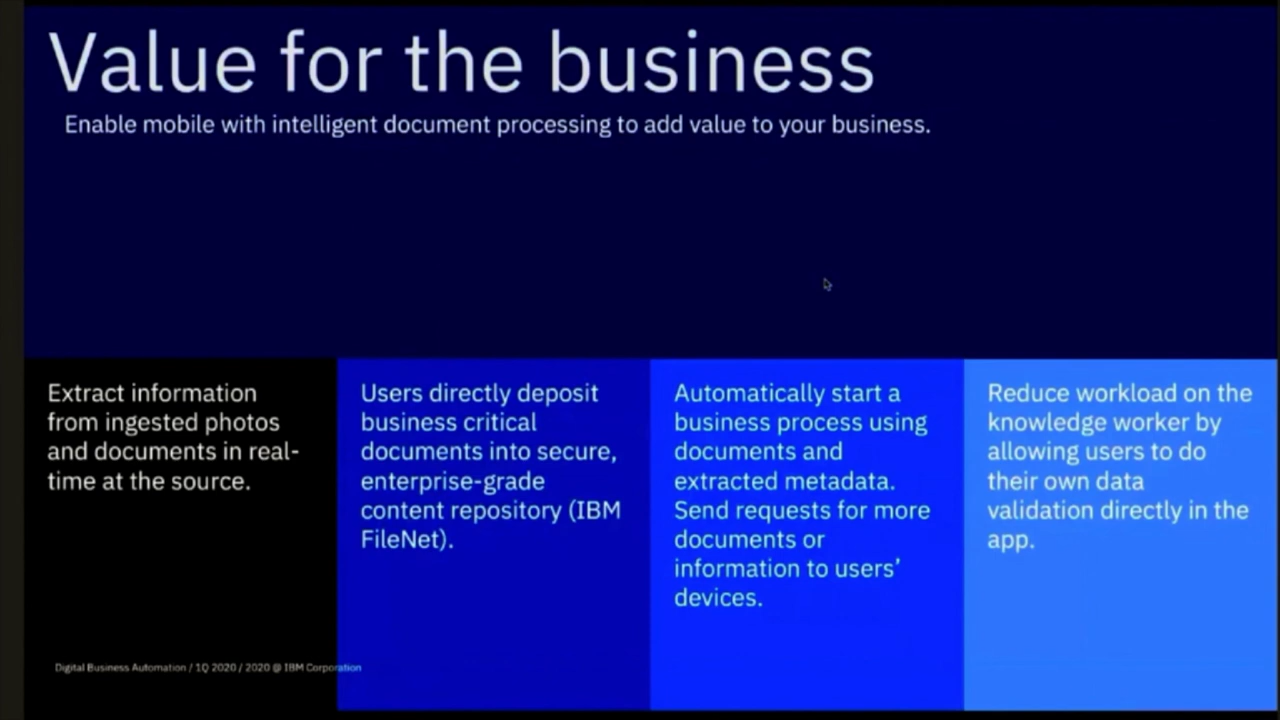 Value for the business
Enable mobile with intelligent document processing to add value to your business.
Extract information
from ingested photos
and documents in real-
time at the source.
Users directly deposit
business critical
documents into secure,
enterprise-grade
content repository (IBM
FileNet).
Automatically start a
business process using
documents and
extracted metadata.
Send requests for more
documents or
information to users’
devices.
Reduce workload on the
knowledge worker by
allowing users to do
their own data
validation directly in the
app.
Digital Business Automation / 1Q 2020 / 2020 @ IBM Corporation